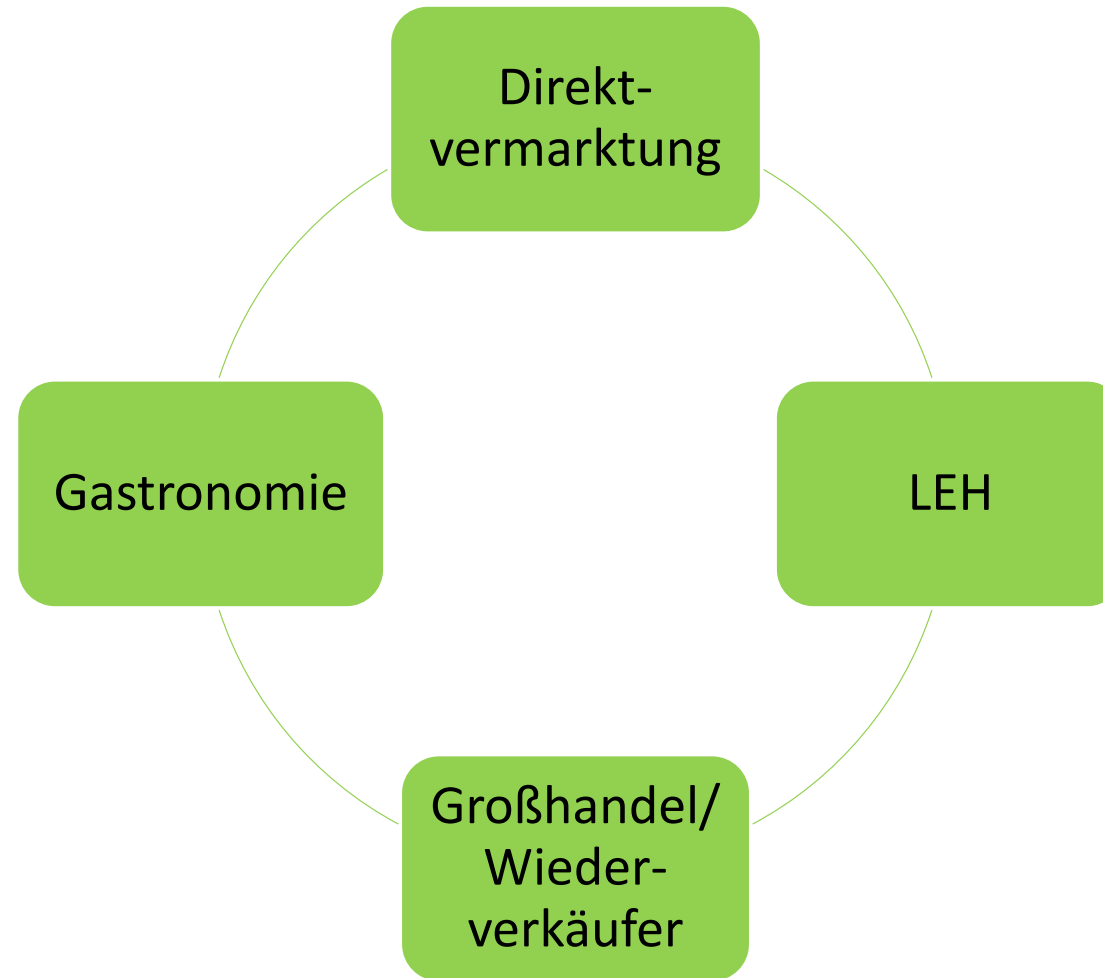 Direkt-
vermarktung
Gastronomie
LEH
Großhandel/
Wieder-
verkäufer